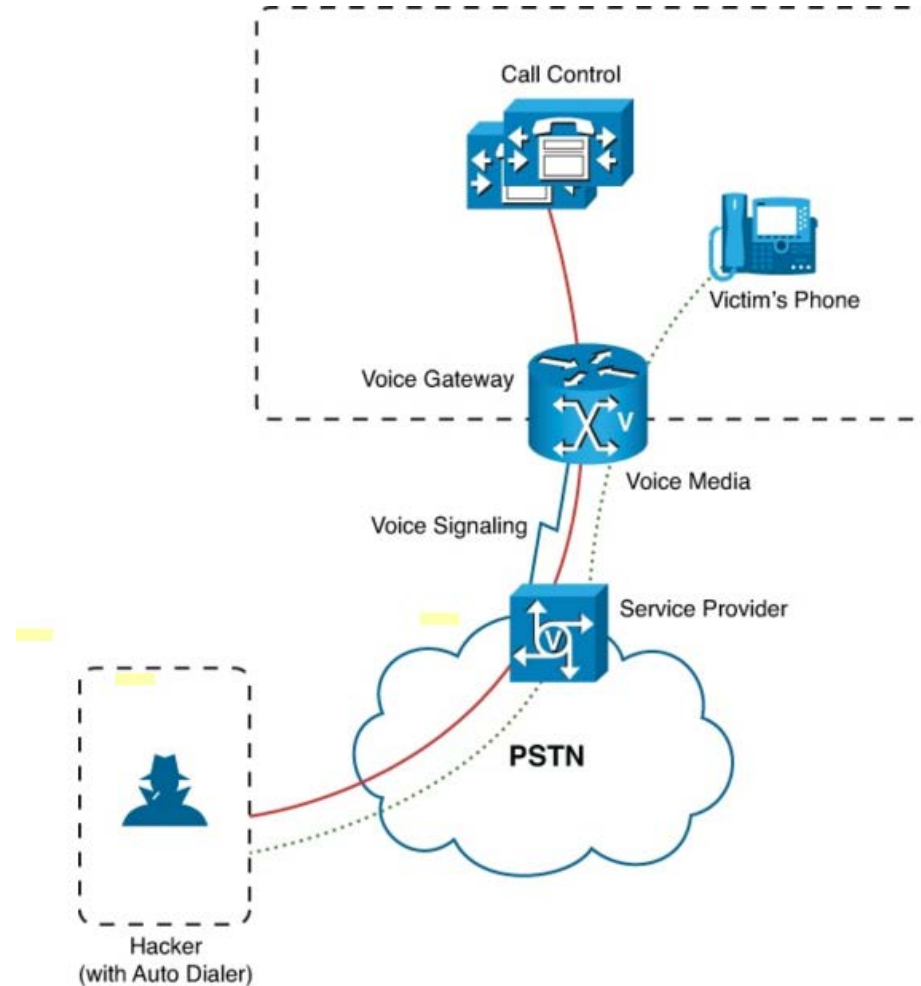 Call Control
Victim's Phone
Voice Gateway
V
Voice Media
Voice Signaling
Service Provider
V
PSTN
Hacker
(with Auto Dialer)